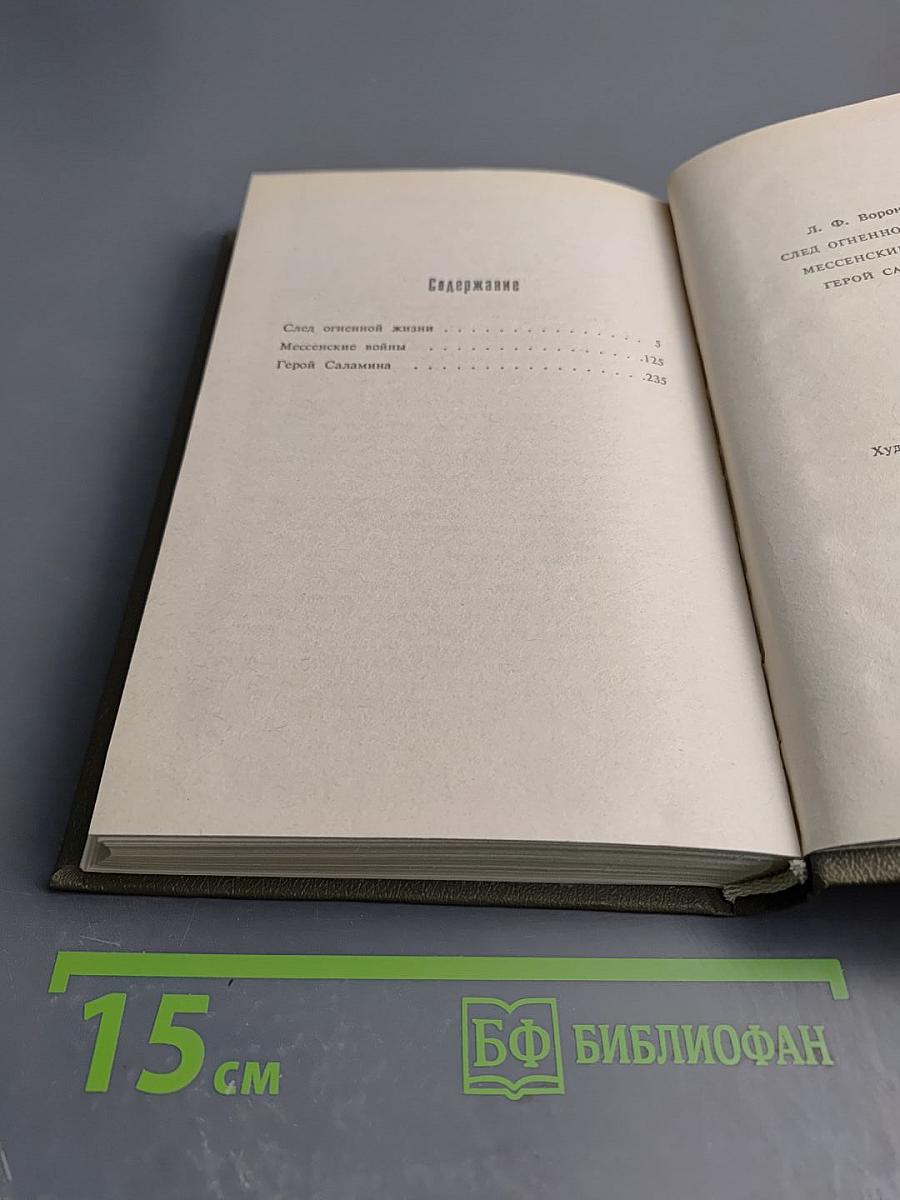 Содержание
След огненной жизни . . . . . . . . . . . . . . . 5
Мессенские войны . . . . . . . . . . . . . . . .125
Герой Саламина . . . . . . . . . . . . . . . . .235
Л. Ф. Ворон
СЛЕД ОГНЕННО
МЕССЕНСКИ
ГЕРОЙ СА
Худ
15 см
БФ БИБЛИОФАН